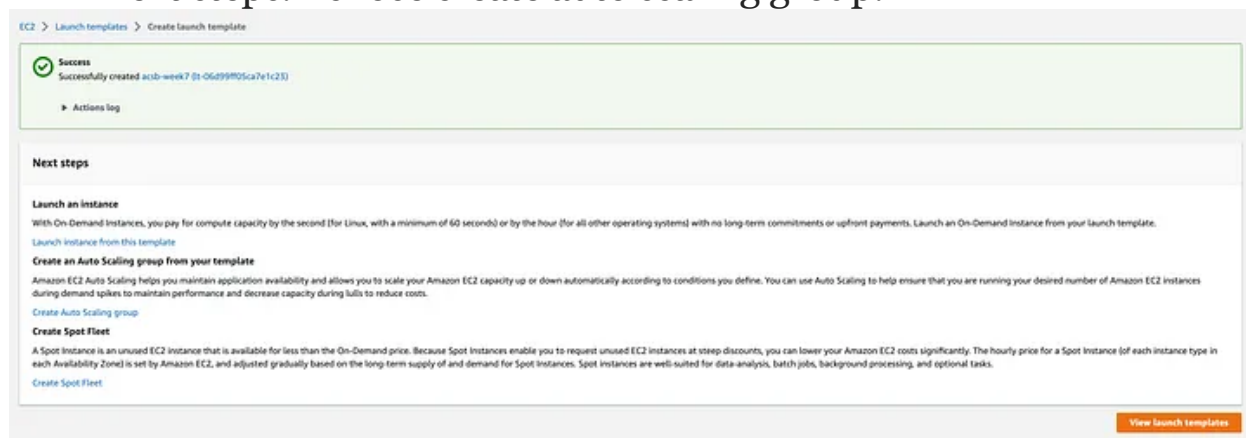 EC2 > Launch templates > Create launch template
Success
Successfully created acsb-week7 (lt-06d99ff05ca7e1c23)
▶ Actions log
Next steps
Launch an instance
With On-Demand Instances, you pay for compute capacity by the second (for Linux, with a minimum of 60 seconds) or by the hour (for all other operating systems) with no long-term commitments or upfront payments. Launch an On-Demand Instance from your launch template.
Launch instance from this template
Create an Auto Scaling group from your template
Amazon EC2 Auto Scaling helps you maintain application availability and allows you to scale your Amazon EC2 capacity up or down automatically according to conditions you define. You can use Auto Scaling to help ensure that you are running your desired number of Amazon EC2 instances
during demand spikes to maintain performance and decrease capacity during lulls to reduce costs.
Create Auto Scaling group
Create Spot Fleet
A Spot Instance is an unused EC2 instance that is available for less than the On-Demand price. Because Spot Instances enable you to request unused EC2 instances at steep discounts, you can lower your Amazon EC2 costs significantly. The hourly price for a Spot Instance (of each instance type in
each Availability Zone) is set by Amazon EC2, and adjusted gradually based on the long-term supply of and demand for Spot Instances. Spot instances are well-suited for data-analysis, batch jobs, background processing, and optional tasks.
Create Spot Fleet
View launch templates